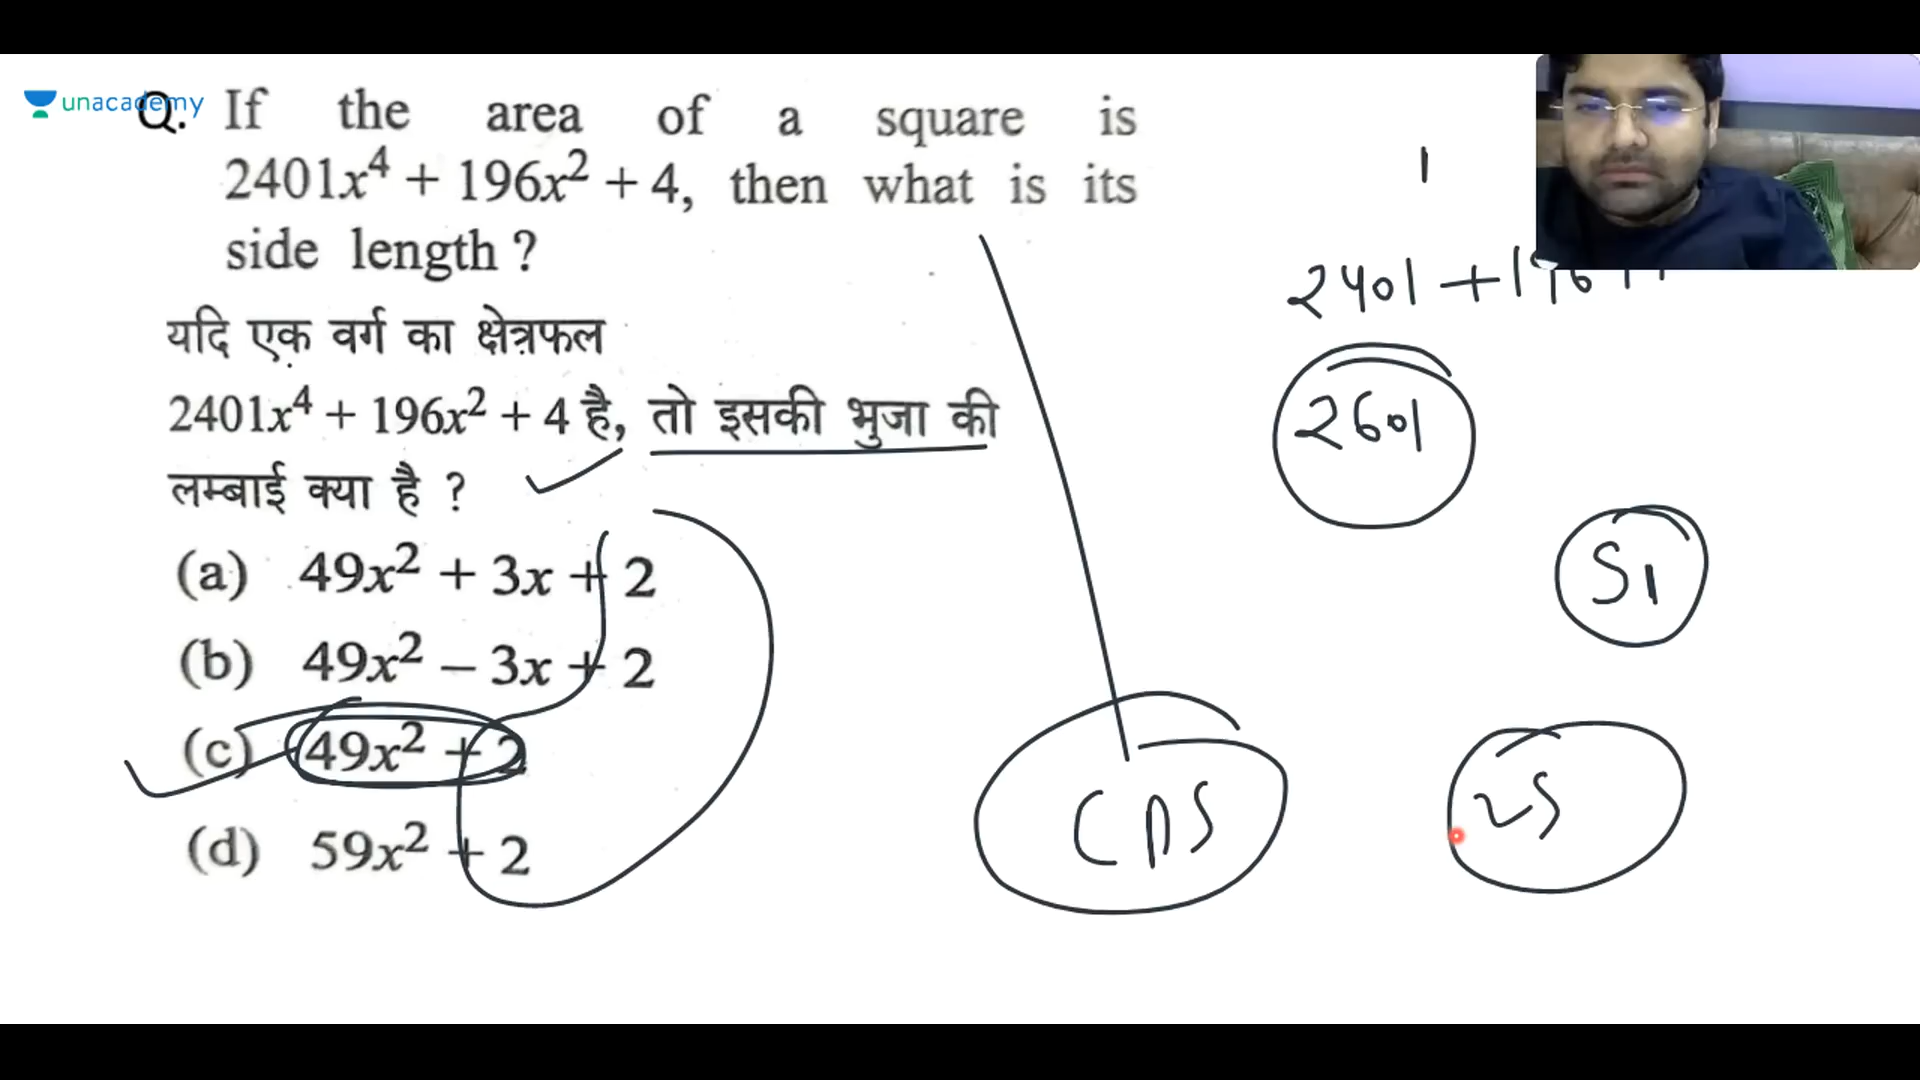 unacademy
Q. If the area of a square is
2401x⁴ + 196x² + 4, then what is its
side length ?
यदि एक वर्ग का क्षेत्रफल
2401x⁴ + 196x² + 4 है, तो इसकी भुजा की
लम्बाई क्या है ?
(a) 49x² + 3x + 2
(b) 49x² – 3x + 2
(c) 49x² + 2
(d) 59x² + 2
1
2401 + 196
2601
51
CDS
25